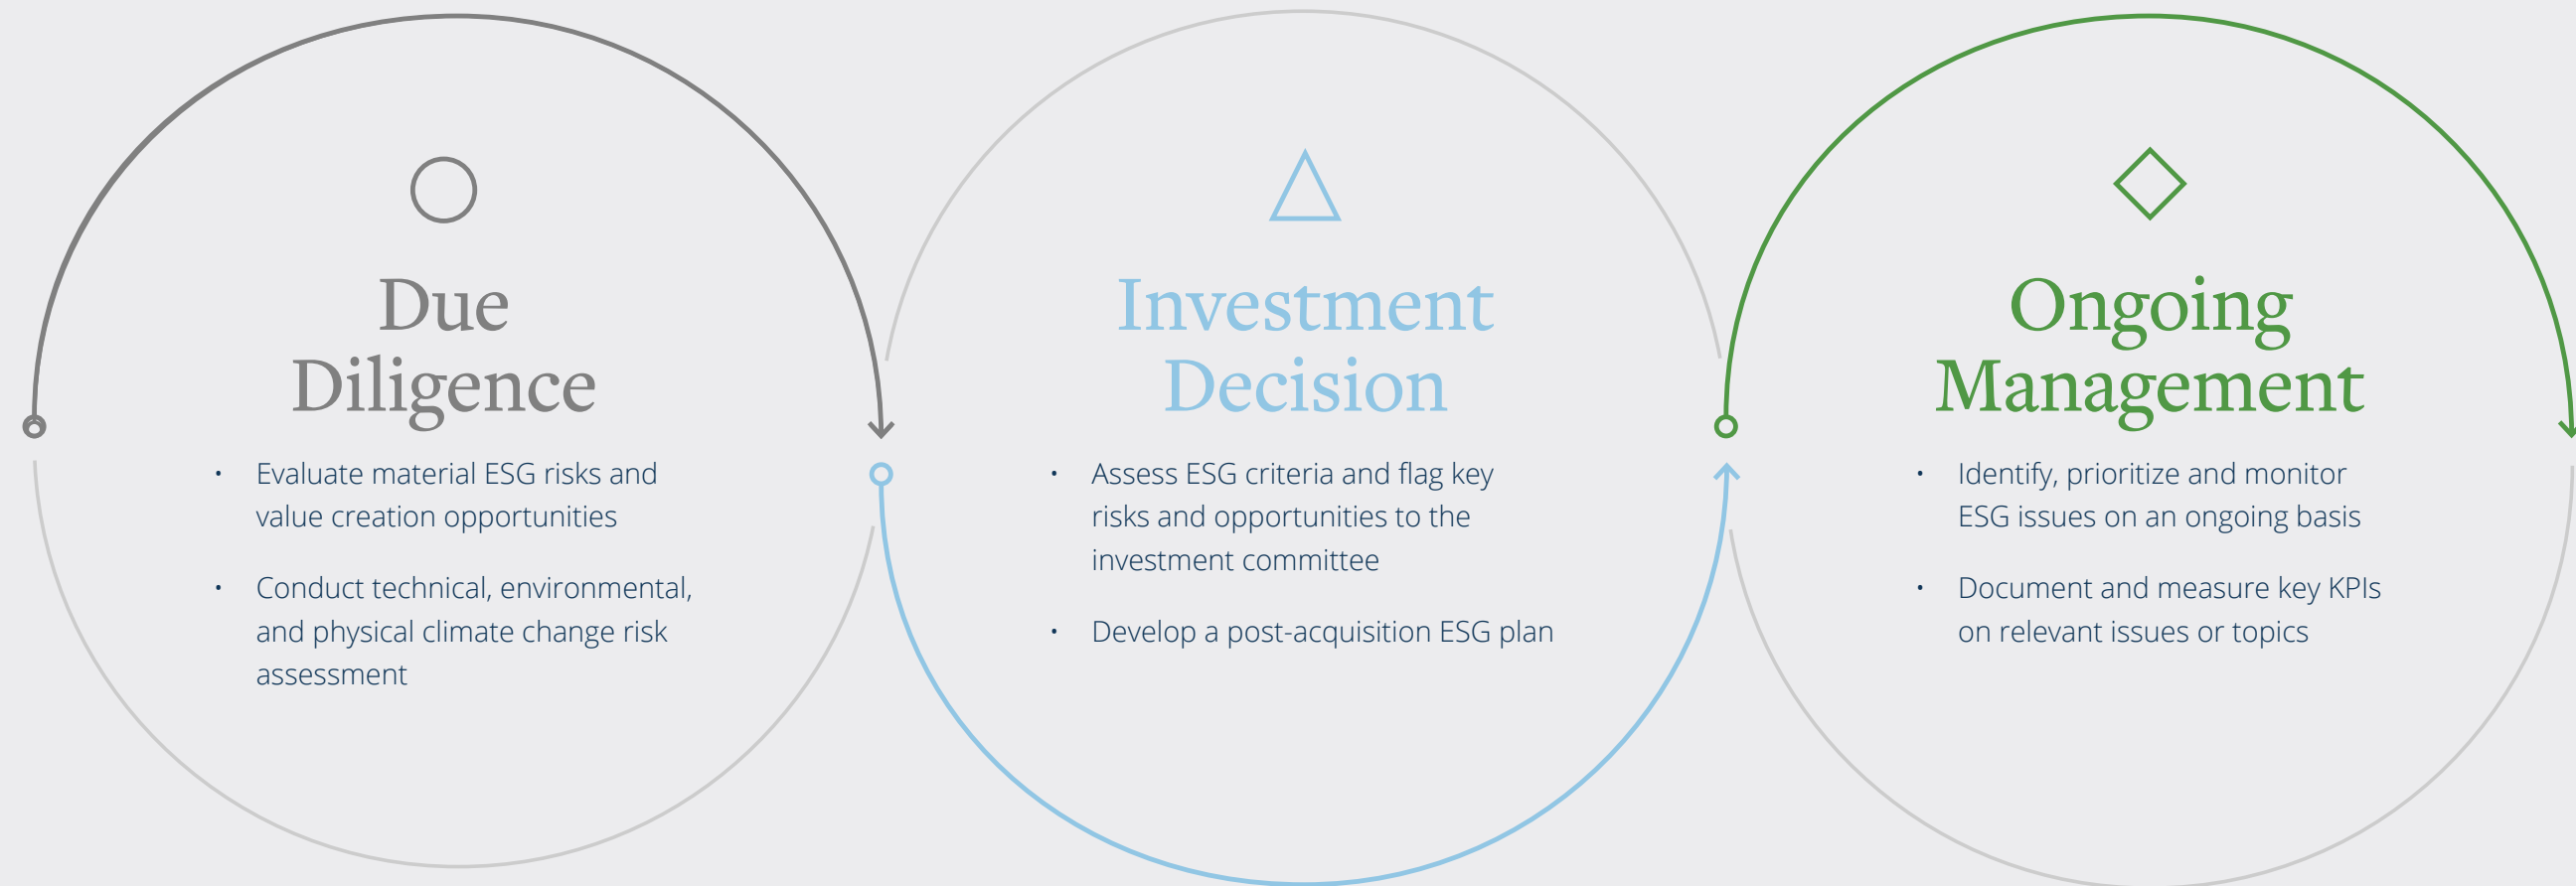 Due
Diligence
• Evaluate material ESG risks and
value creation opportunities
• Conduct technical, environmental,
and physical climate change risk
assessment
Investment
Decision
• Assess ESG criteria and flag key
risks and opportunities to the
investment committee
• Develop a post-acquisition ESG plan
Ongoing
Management
• Identify, prioritize and monitor
ESG issues on an ongoing basis
• Document and measure key KPIs
on relevant issues or topics